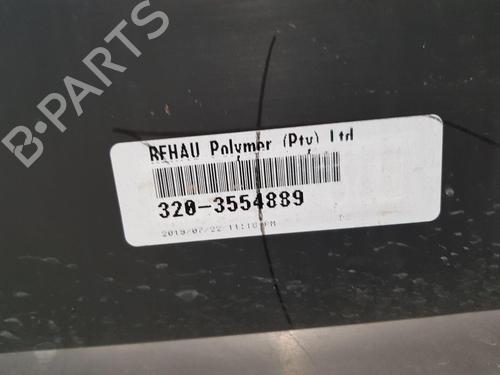 B-PARTS
REHAU Polymer (Pty) Ltd
320-3554889
2019/07/22 11:10 PM